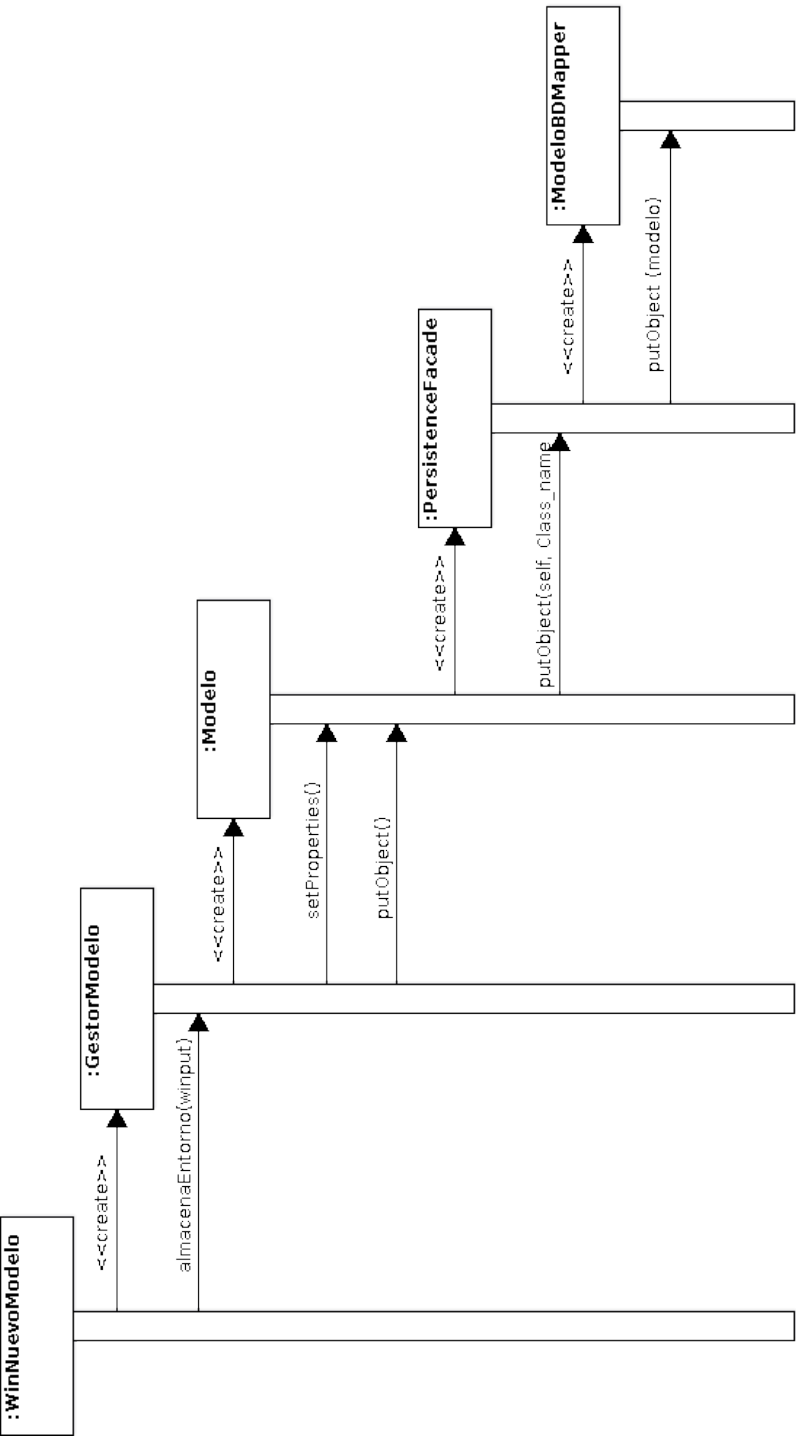 :WinNuevoModelo
<<create>>
:GestorModelo
almacenaEntorno(winput)
<<create>>
:Modelo
setProperties()
putObject()
<<create>>
:PersistenceFacade
putObject(self, Class_name
<<create>>
:ModeloBDMapper
putObject (modelo)